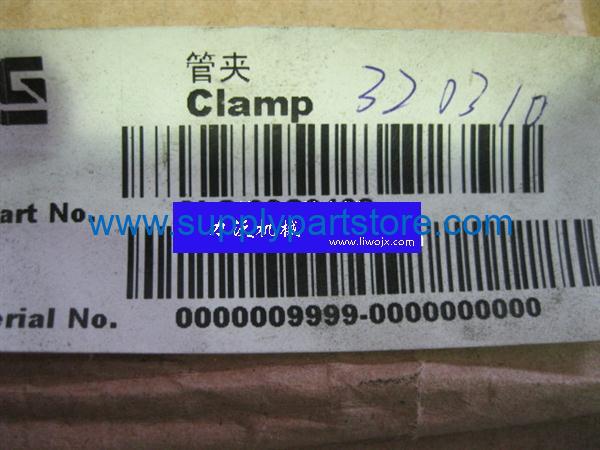 管夹
Clamp 320310
art No.
www.supplypartstore.com
www.liwojx.com
erial No. 0000009999-0000000000